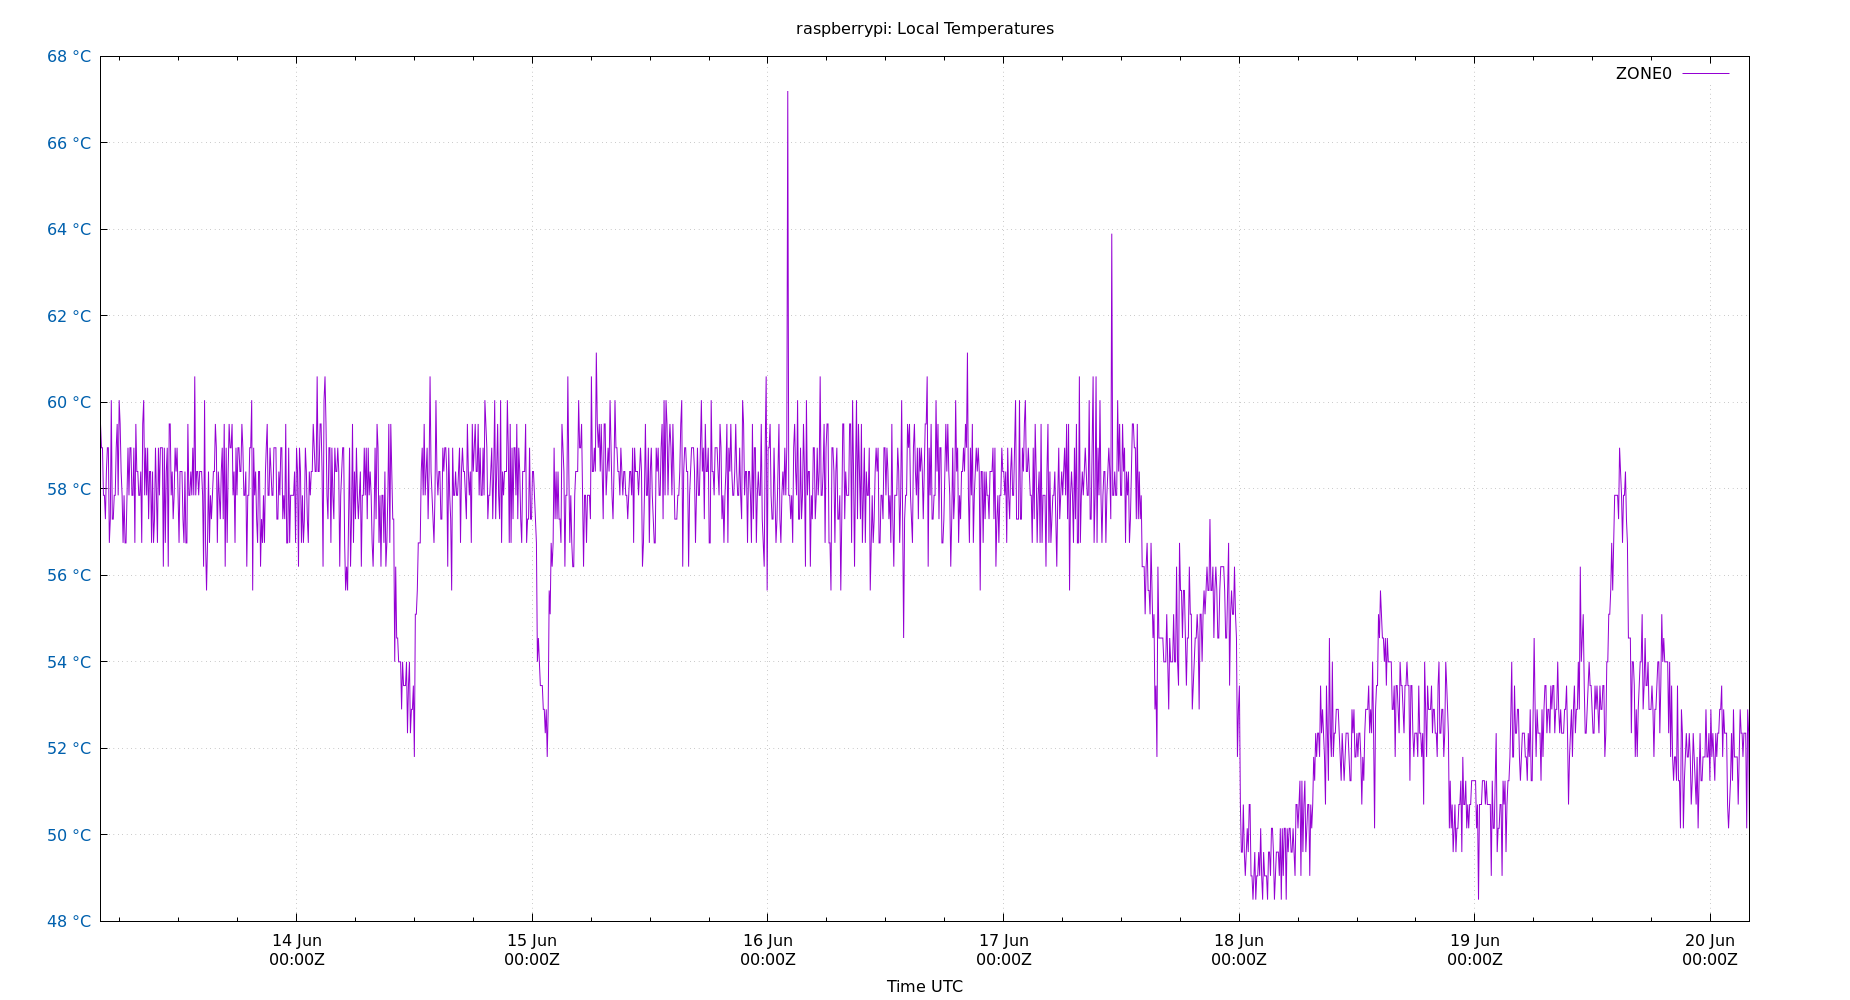 raspberrypi: Local Temperatures
68 °C
ZONE0
66 °C
64 °C
62 °C
60 °C
58 °C
56 °C
54 °C
52 °C
50 °C
48 °C
14 Jun 15 Jun 16 Jun 17 Jun 18 Jun 19 Jun 20 Jun
00:00Z 00:00Z 00:00Z 00:00Z 00:00Z 00:00Z 00:00Z
Time UTC